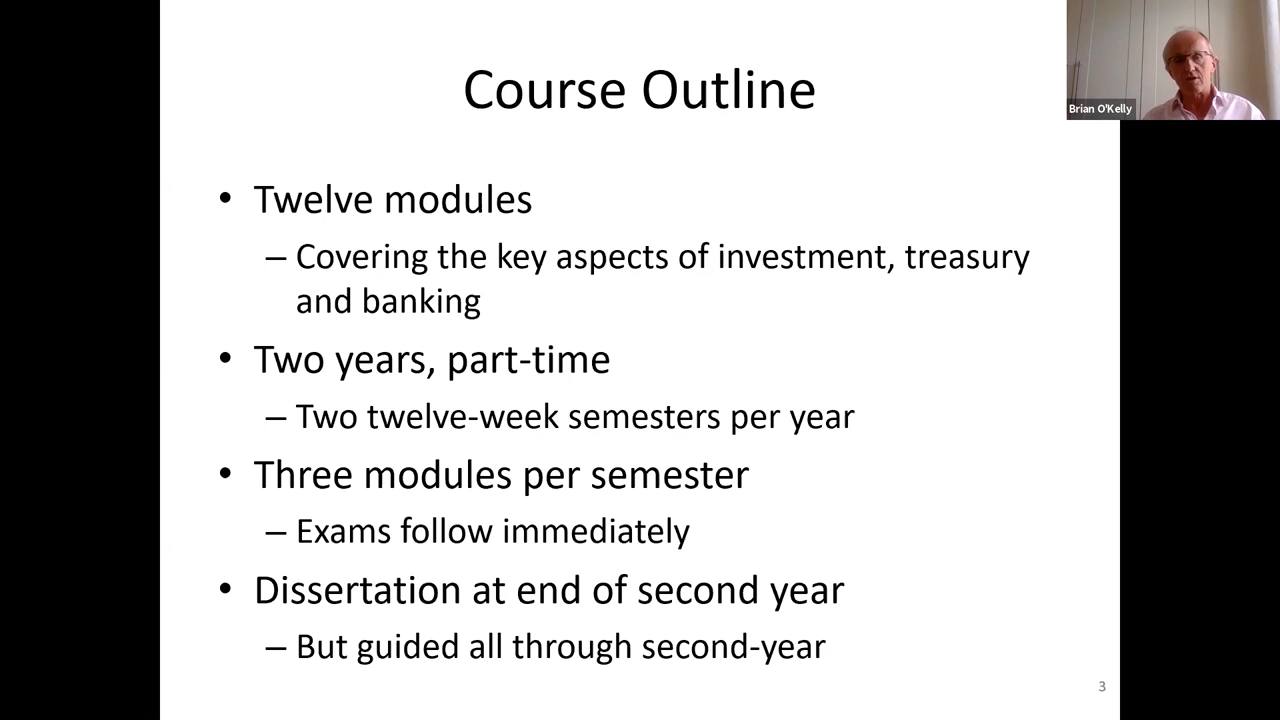 Course Outline
Brian O'Kelly
• Twelve modules
– Covering the key aspects of investment, treasury
and banking
• Two years, part-time
– Two twelve-week semesters per year
• Three modules per semester
– Exams follow immediately
• Dissertation at end of second year
– But guided all through second-year
3